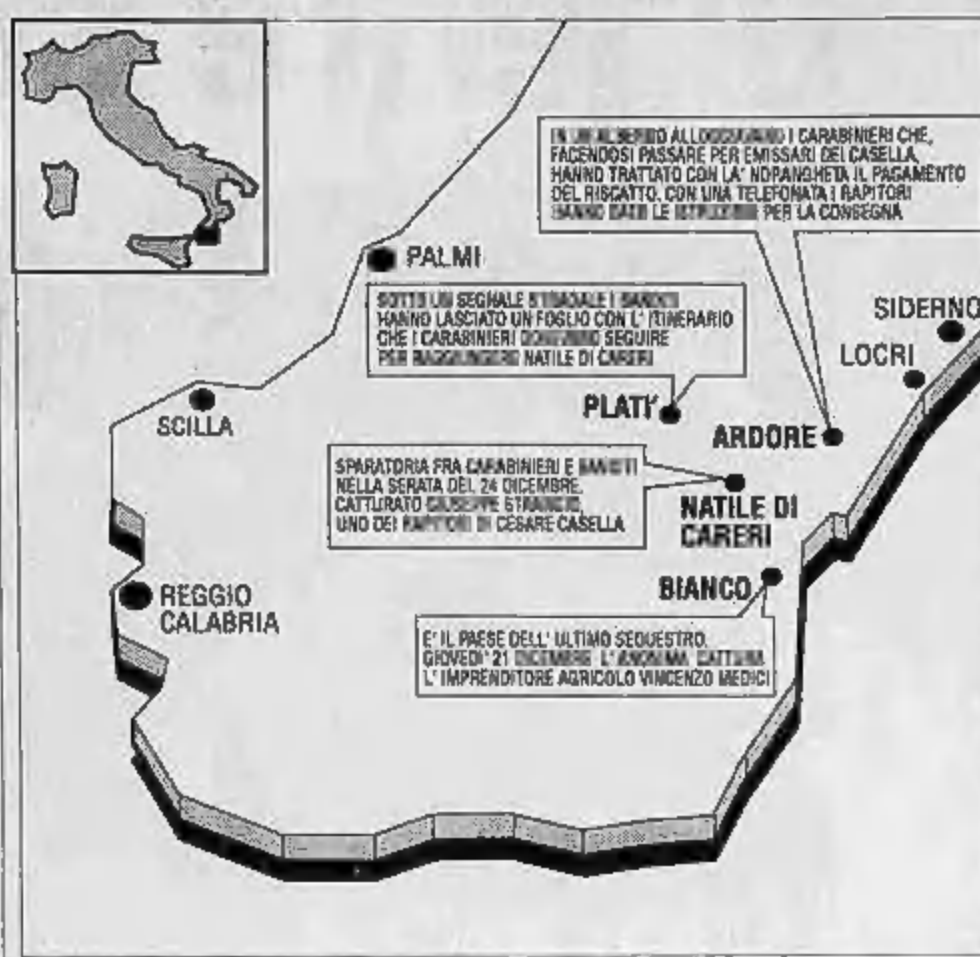 IN UN ALBERGO ALLOGGIAVANO I CARABINIERI CHE,
FACENDOSI PASSARE PER EMISSARI DEI CASELLA,
HANNO TRATTATO CON LA' NDRANGHETA IL PAGAMENTO
DEL RISCATTO. CON UNA TELEFONATA I RAPITORI
HANNO DATO LE ISTRUZIONI PER LA CONSEGNA
PALMI
SOTTO UN SEGNALE STRADALE I BANDITI
HANNO LASCIATO UN FOGLIO CON L' ITINERARIO
CHE I CARABINIERI DOVEVANO SEGUIRE
PER RAGGIUNGERE NATILE DI CARERI
SIDERNO
LOCRI
SCILLA
PLATI'
ARDORE
SPARATORIA FRA CARABINIERI E BANDITI
NELLA SERATA DEL 24 DICEMBRE.
CATTURATO GIUSEPPE STRANGIO,
UNO DEI RAPITORI DI CESARE CASELLA
NATILE DI
CARERI
BIANCO
REGGIO
CALABRIA
E' IL PAESE DELL' ULTIMO SEQUESTRO.
GIOVEDI' 21 DICEMBRE L' ANONIMA CATTURA
L' IMPRENDITORE AGRICOLO VINCENZO MEDICI